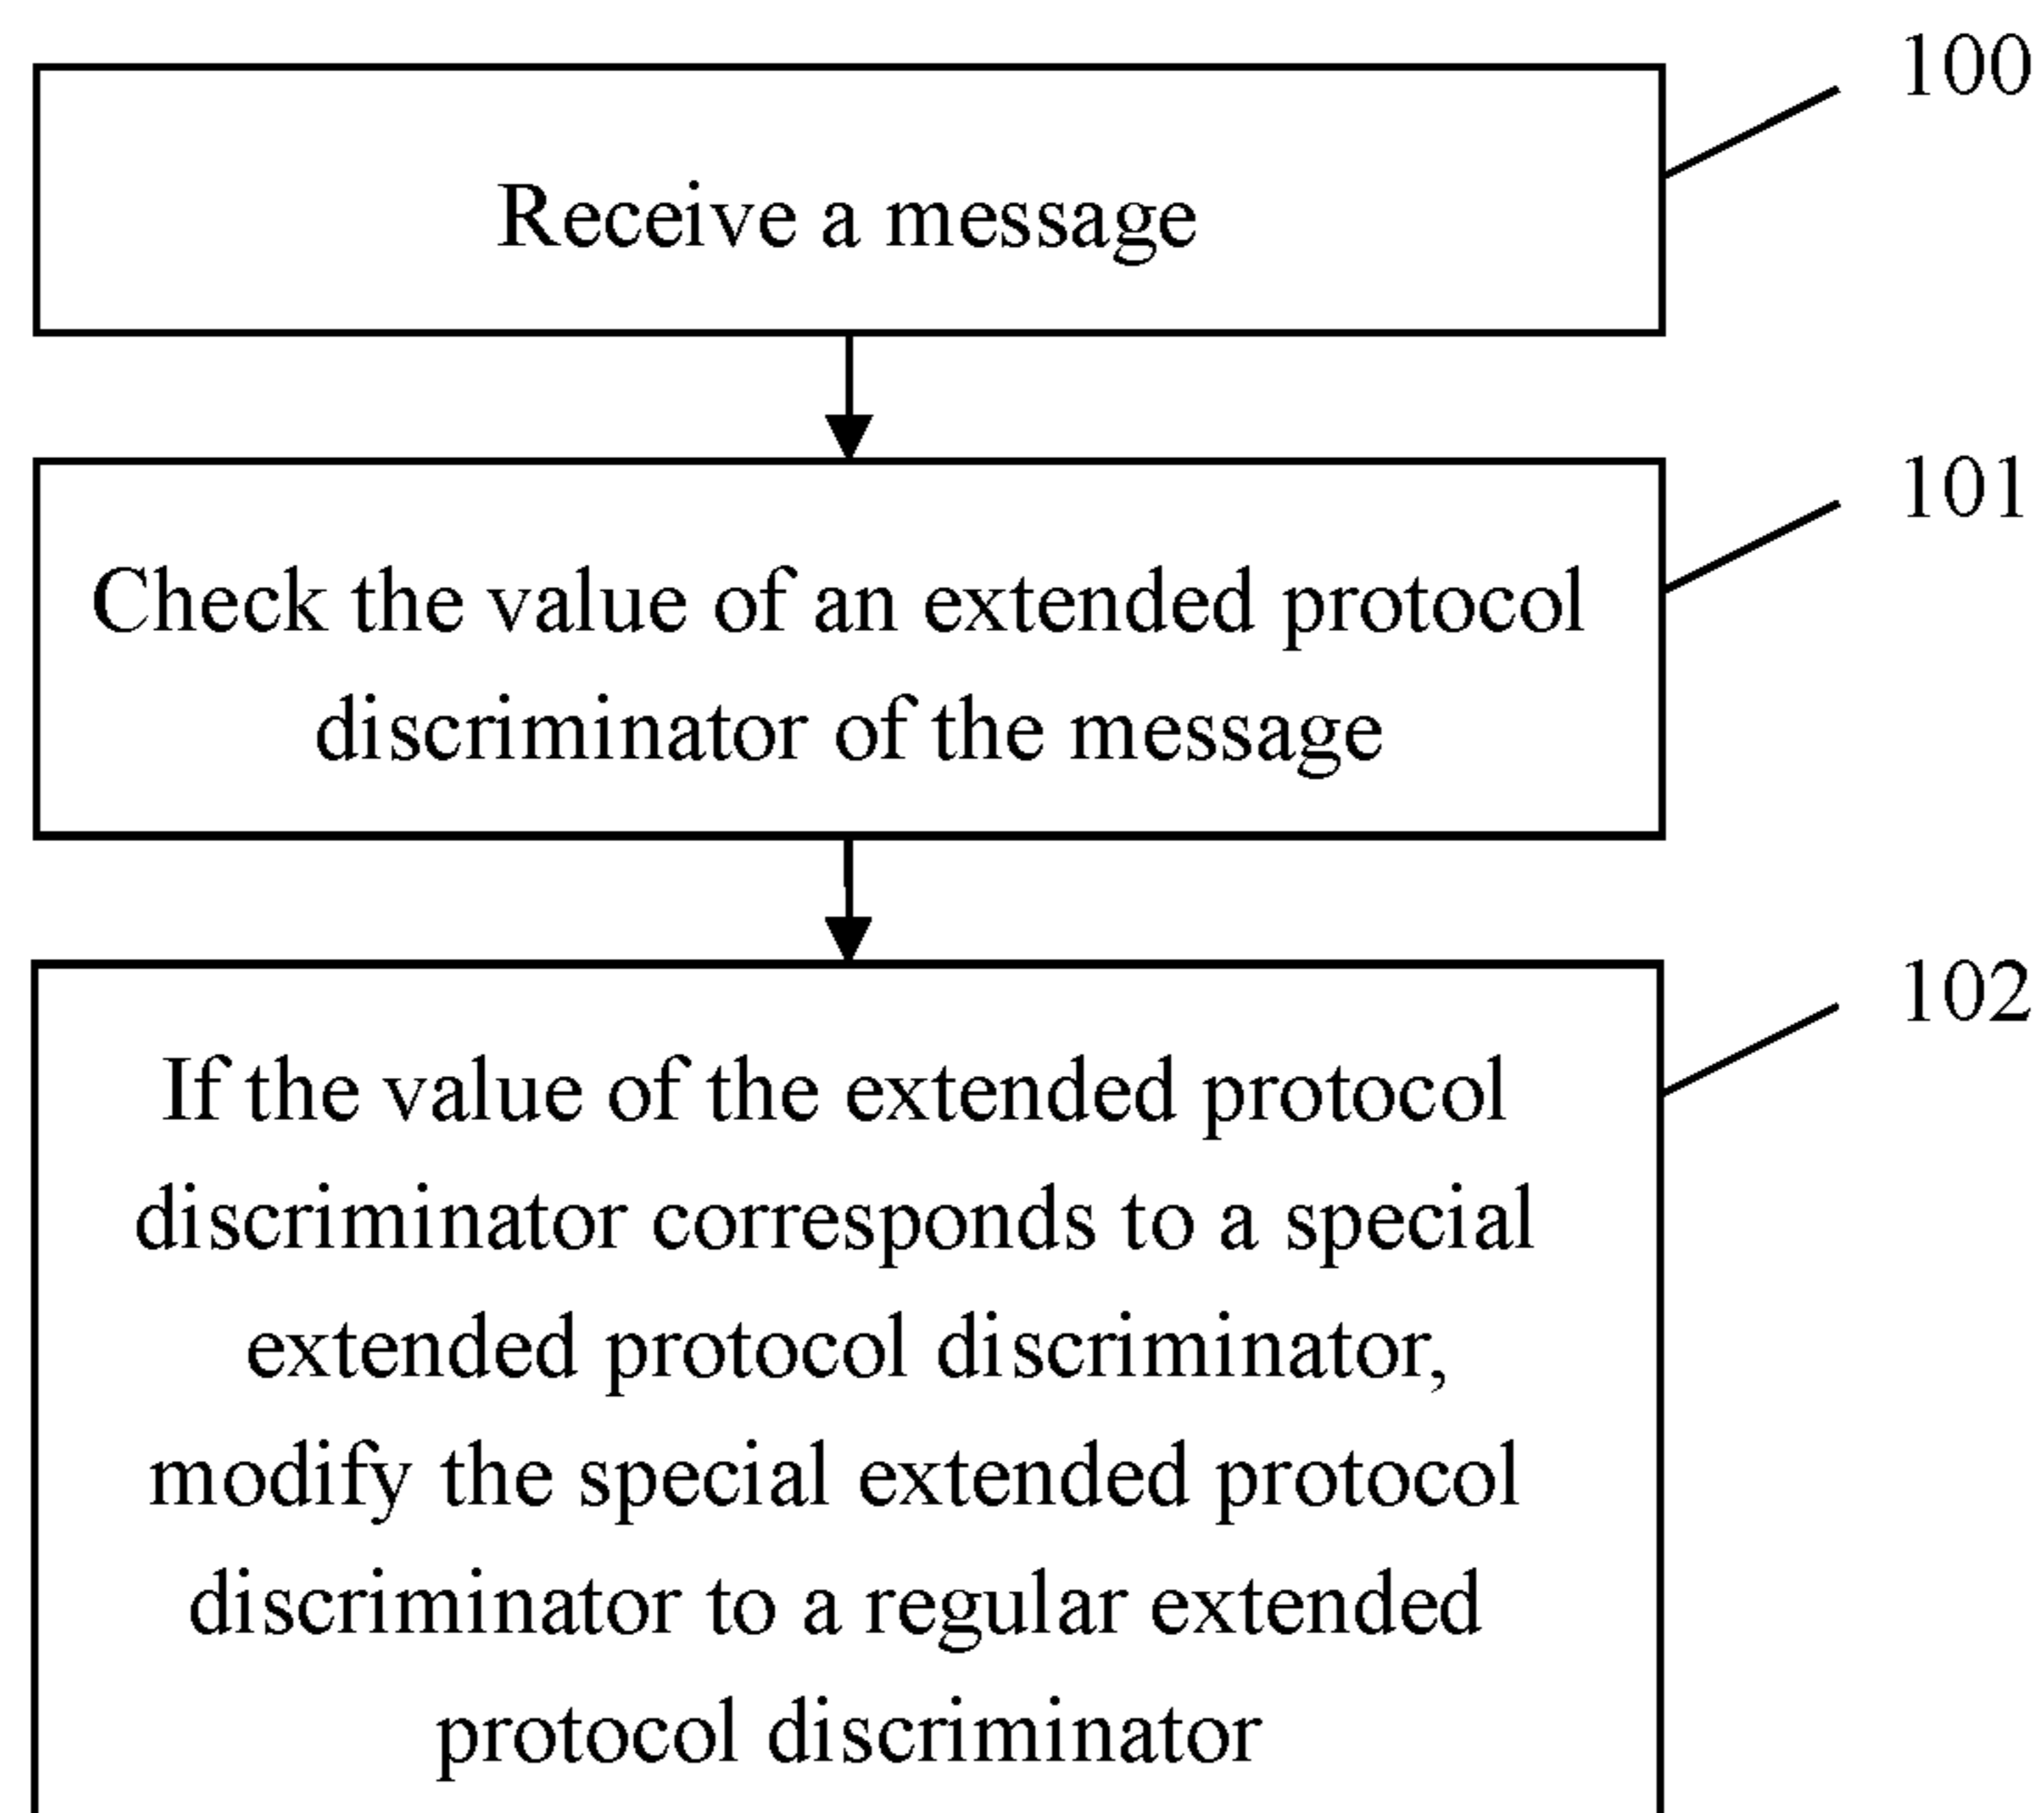 100
Receive a message
101
Check the value of an extended protocol
discriminator of the message
102
If the value of the extended protocol
discriminator corresponds to a special
extended protocol discriminator,
modify the special extended protocol
discriminator to a regular extended
protocol discriminator